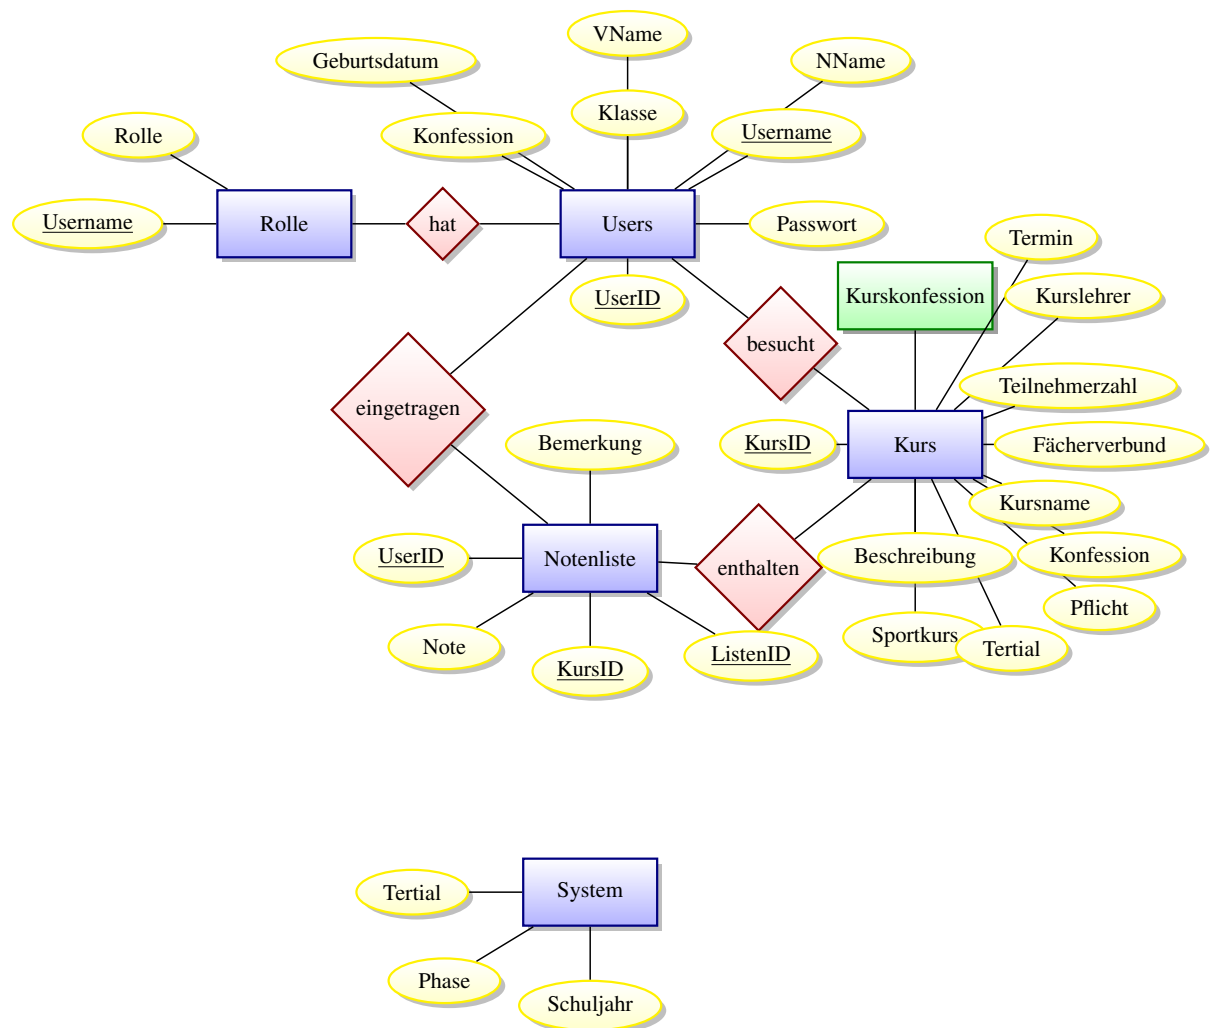 VName
Geburtsdatum
NName
Klasse
Rolle
Konfession
Username
Username
Rolle
hat
Users
Passwort
Termin
UserID
Kurskonfession
Kurslehrer
besucht
Teilnehmerzahl
eingetragen
Bemerkung
KursID
Kurs
Fächerverbund
Kursname
UserID
Notenliste
enthalten
Beschreibung
Konfession
Pflicht
Note
KursID
ListenID
Sportkurs
Tertial
Tertial
System
Phase
Schuljahr